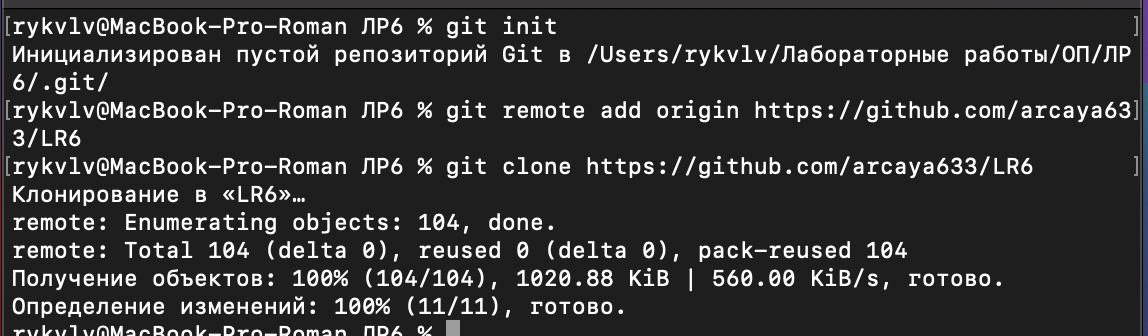 [rykvlv@MacBook-Pro-Roman ЛР6 % git init ]
Инициализирован пустой репозиторий Git в /Users/rykvlv/Лабораторные работы/ОП/ЛР
6/.git/
[rykvlv@MacBook-Pro-Roman ЛР6 % git remote add origin https://github.com/arcaya63]
3/LR6
[rykvlv@MacBook-Pro-Roman ЛР6 % git clone https://github.com/arcaya633/LR6 ]
Клонирование в «LR6»…
remote: Enumerating objects: 104, done.
remote: Total 104 (delta 0), reused 0 (delta 0), pack-reused 104
Получение объектов: 100% (104/104), 1020.88 KiB | 560.00 KiB/s, готово.
Определение изменений: 100% (11/11), готово.
rykvlv@MacBook-Pro-Roman ЛР6 %